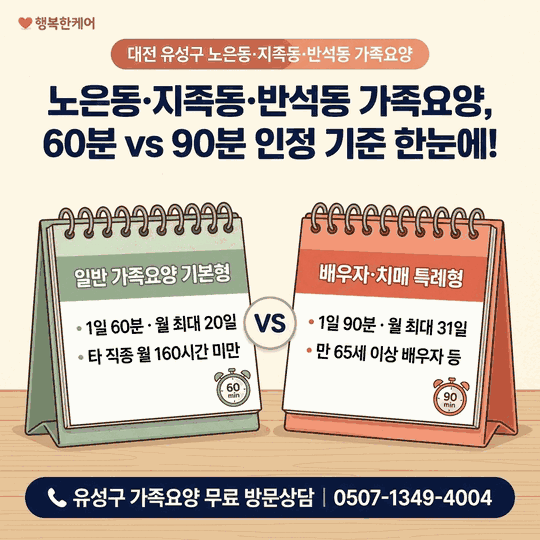 행복한케어
대전 유성구 노은동·지족동·반석동 가족요양
노은동·지족동·반석동 가족요양,
60분 vs 90분 인정 기준 한눈에!
일반 가족요양 기본형
• 1일 60분 · 월 최대 20일
• 타 직종 월 160시간 미만
60
min
VS
배우자·치매 특례형
• 1일 90분 · 월 최대 31일
• 만 65세 이상 배우자 등
90
min
유성구 가족요양 무료 방문상담 | 0507-1349-4004